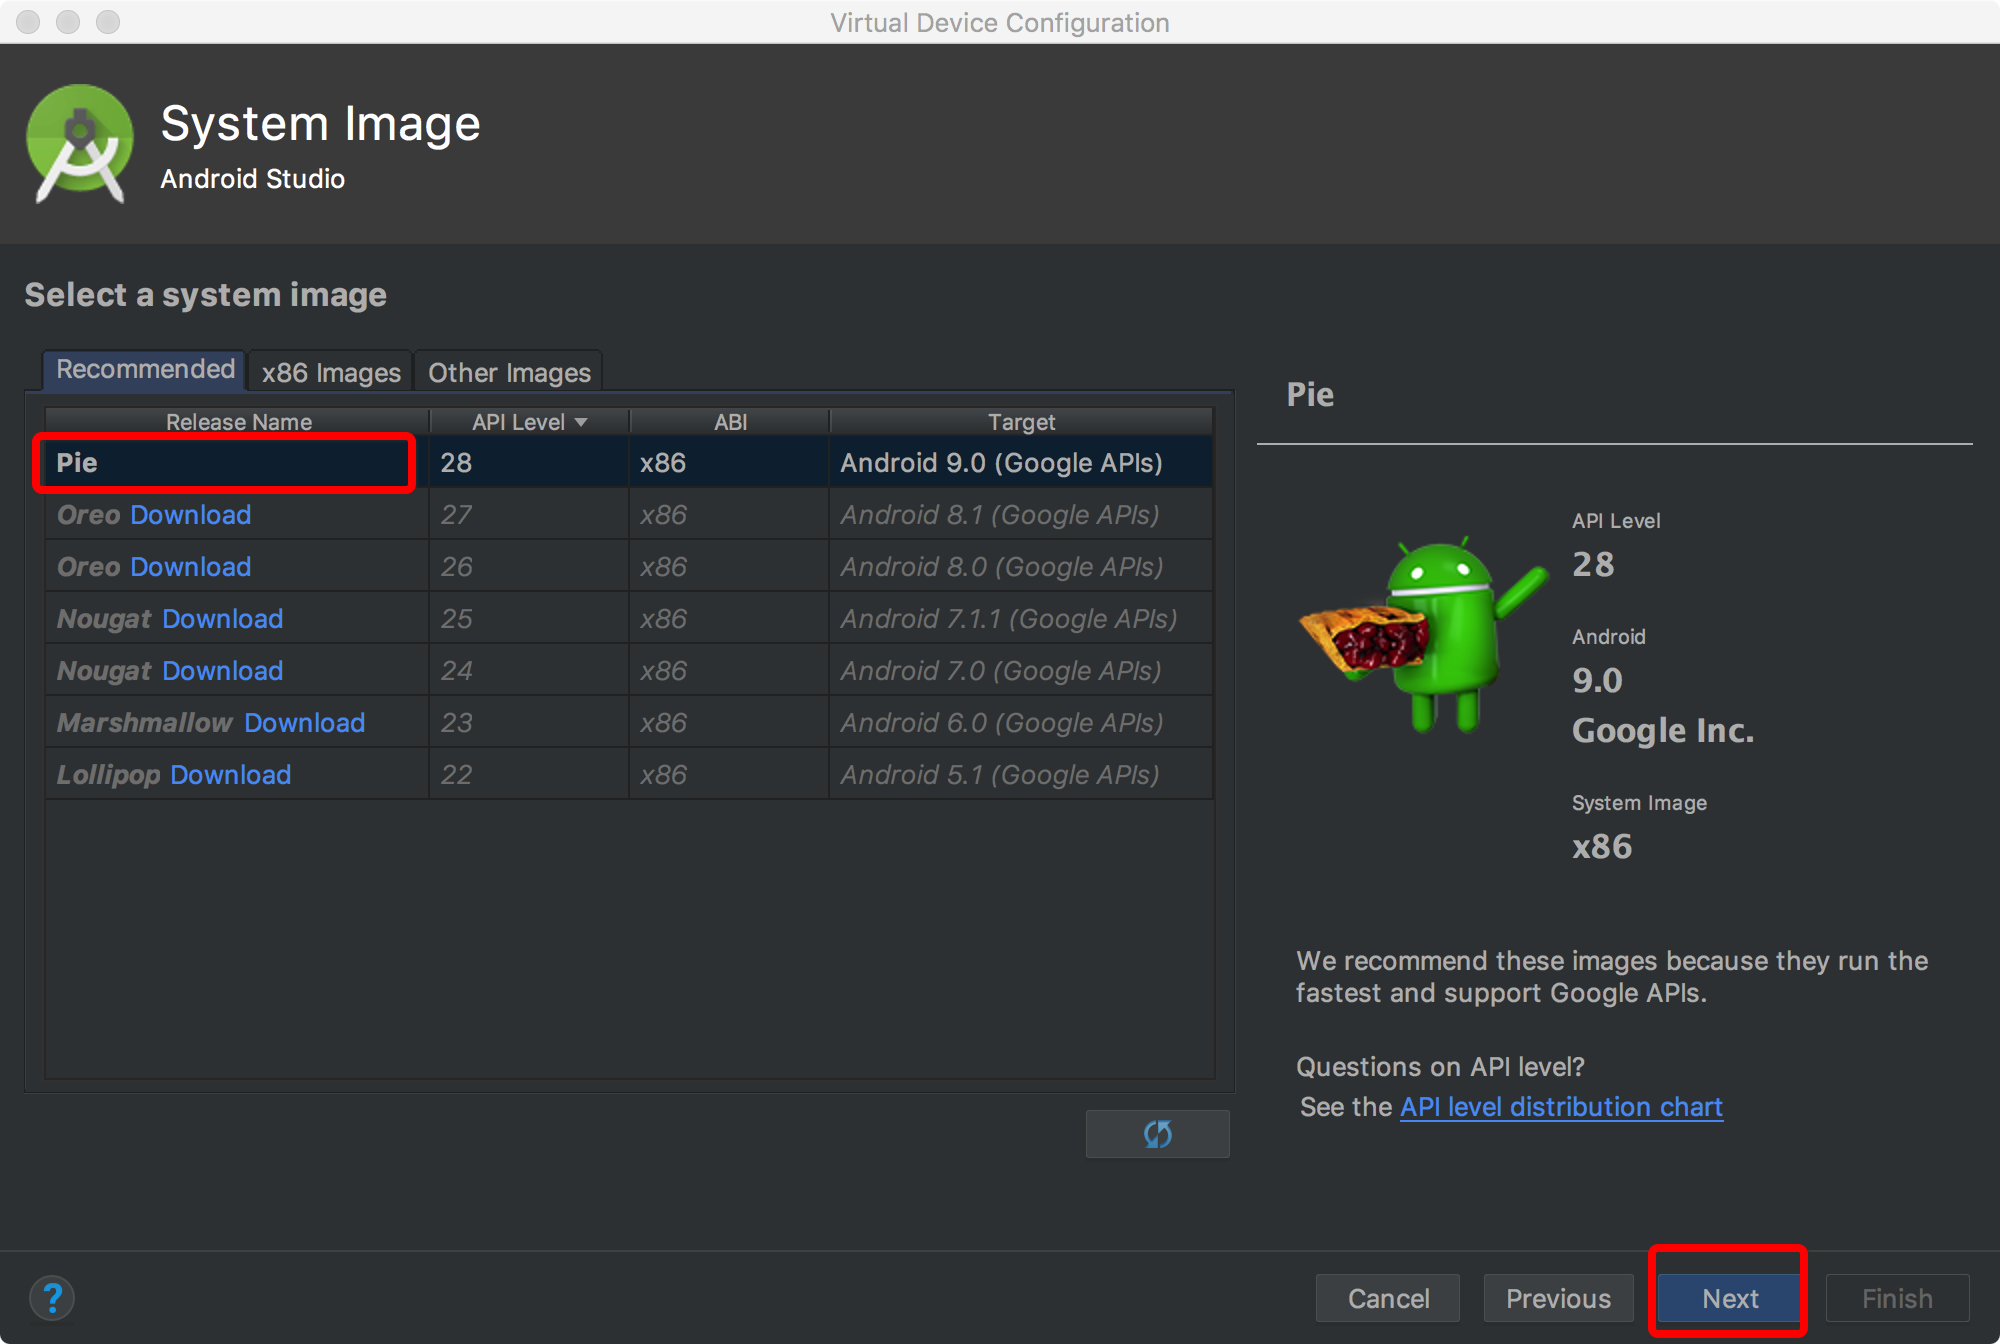 Virtual Device Configuration
System Image
Android Studio
Select a system image
Recommended x86 Images Other Images
Release Name API Level ABI Target
Pie 28 x86 Android 9.0 (Google APIs)
Oreo Download 27 x86 Android 8.1 (Google APIs)
Oreo Download 26 x86 Android 8.0 (Google APIs)
Nougat Download 25 x86 Android 7.1.1 (Google APIs)
Nougat Download 24 x86 Android 7.0 (Google APIs)
Marshmallow Download 23 x86 Android 6.0 (Google APIs)
Lollipop Download 22 x86 Android 5.1 (Google APIs)
Pie
API Level
28
Android
9.0
Google Inc.
System Image
x86
We recommend these images because they run the
fastest and support Google APIs.
Questions on API level?
See the API level distribution chart
? Cancel Previous Next Finish